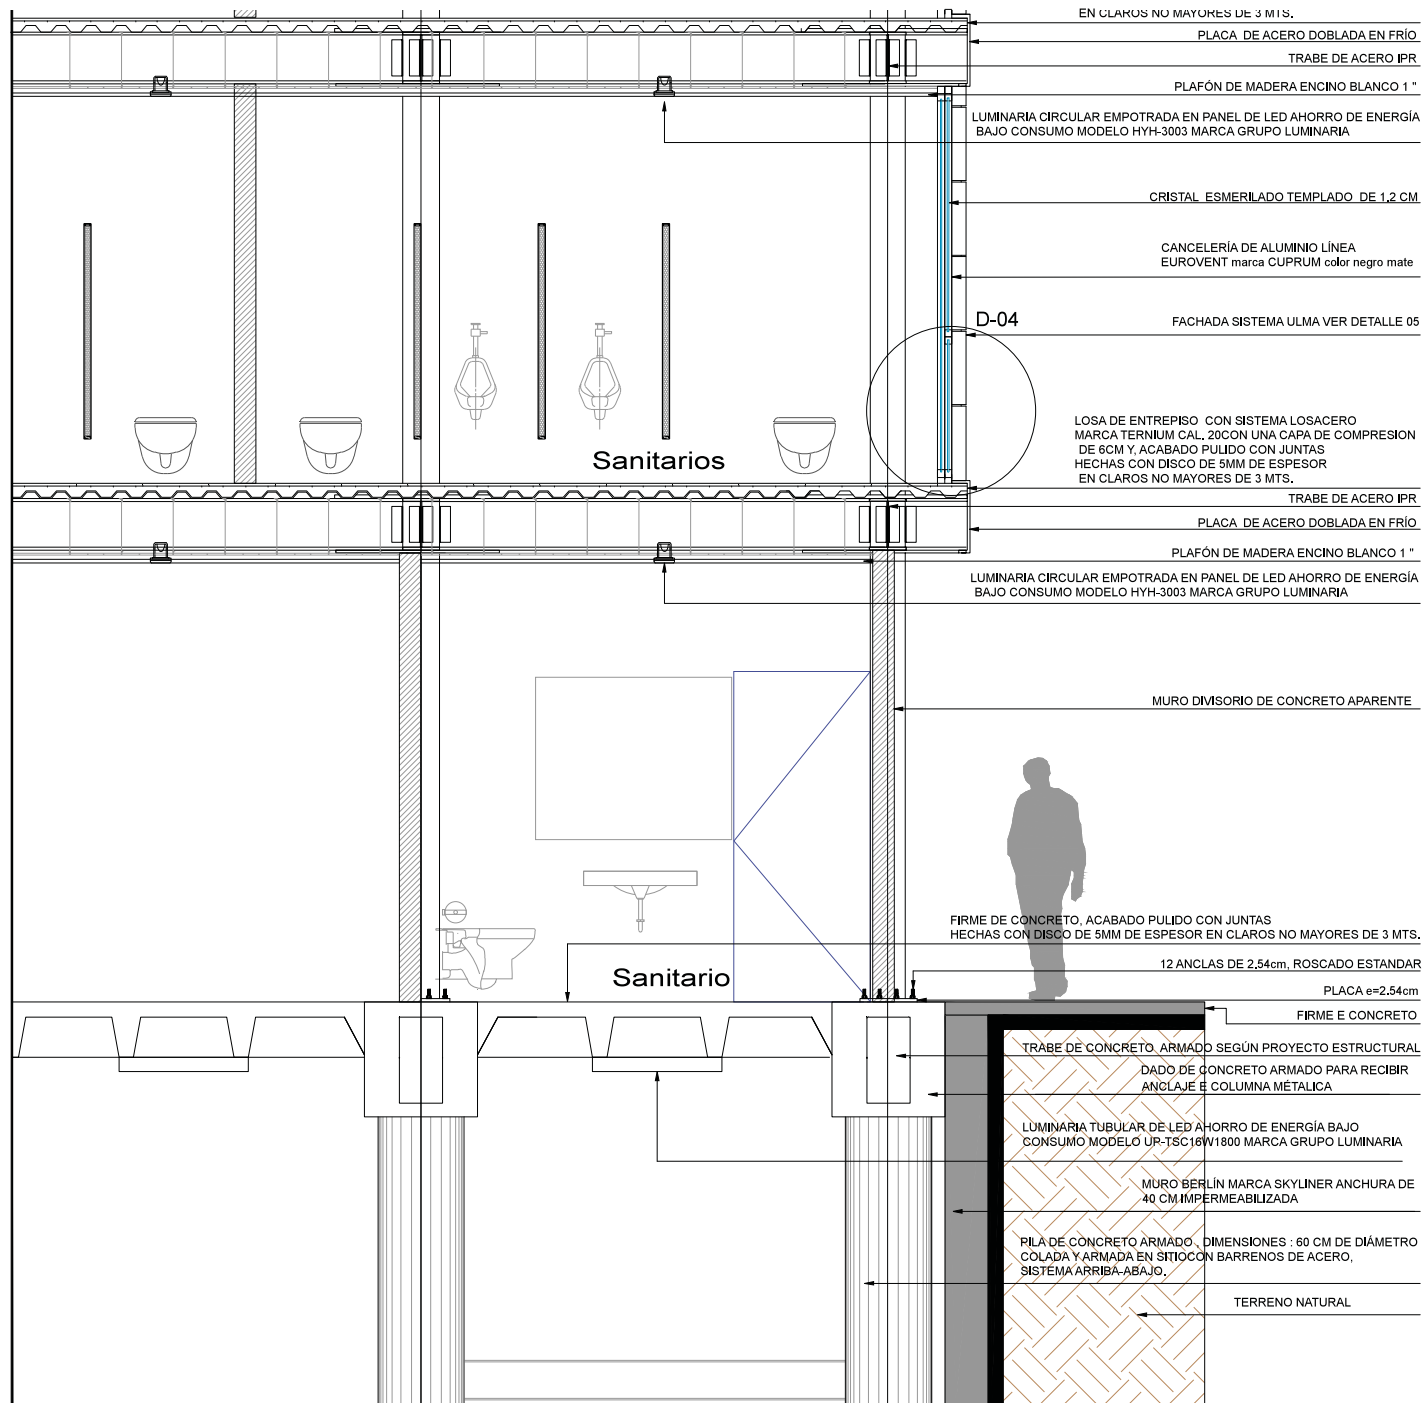 EN CLAROS NO MAYORES DE 3 MTS.
PLACA DE ACERO DOBLADA EN FRÍO
TRABE DE ACERO IPR
PLAFÓN DE MADERA ENCINO BLANCO 1 "
LUMINARIA CIRCULAR EMPOTRADA EN PANEL DE LED AHORRO DE ENERGÍA
BAJO CONSUMO MODELO HYH-3003 MARCA GRUPO LUMINARIA
CRISTAL ESMERILADO TEMPLADO DE 1.2 CM
CANCELERÍA DE ALUMINIO LÍNEA
EUROVENT marca CUPRUM color negro mate
D-04
FACHADA SISTEMA ULMA VER DETALLE 05
LOSA DE ENTREPISO CON SISTEMA LOSACERO
MARCA TERNIUM CAL. 20CON UNA CAPA DE COMPRESION
DE 6CM Y, ACABADO PULIDO CON JUNTAS
HECHAS CON DISCO DE 5MM DE ESPESOR
EN CLAROS NO MAYORES DE 3 MTS.
Sanitarios
TRABE DE ACERO IPR
PLACA DE ACERO DOBLADA EN FRÍO
PLAFÓN DE MADERA ENCINO BLANCO 1 "
LUMINARIA CIRCULAR EMPOTRADA EN PANEL DE LED AHORRO DE ENERGÍA
BAJO CONSUMO MODELO HYH-3003 MARCA GRUPO LUMINARIA
MURO DIVISORIO DE CONCRETO APARENTE
FIRME DE CONCRETO, ACABADO PULIDO CON JUNTAS
HECHAS CON DISCO DE 5MM DE ESPESOR EN CLAROS NO MAYORES DE 3 MTS.
12 ANCLAS DE 2.54cm, ROSCADO ESTANDAR
Sanitario
PLACA e=2.54cm
FIRME E CONCRETO
TRABE DE CONCRETO ARMADO SEGÚN PROYECTO ESTRUCTURAL
DADO DE CONCRETO ARMADO PARA RECIBIR
ANCLAJE E COLUMNA MÉTALICA
LUMINARIA TUBULAR DE LED AHORRO DE ENERGÍA BAJO
CONSUMO MODELO UP-TSC16W1800 MARCA GRUPO LUMINARIA
MURO BERLÍN MARCA SKYLINER ANCHURA DE
40 CM IMPERMEABILIZADA
PILA DE CONCRETO ARMADO , DIMENSIONES : 60 CM DE DIÁMETRO
COLADA Y ARMADA EN SITIOCON BARRENOS DE ACERO,
SISTEMA ARRIBA-ABAJO.
TERRENO NATURAL